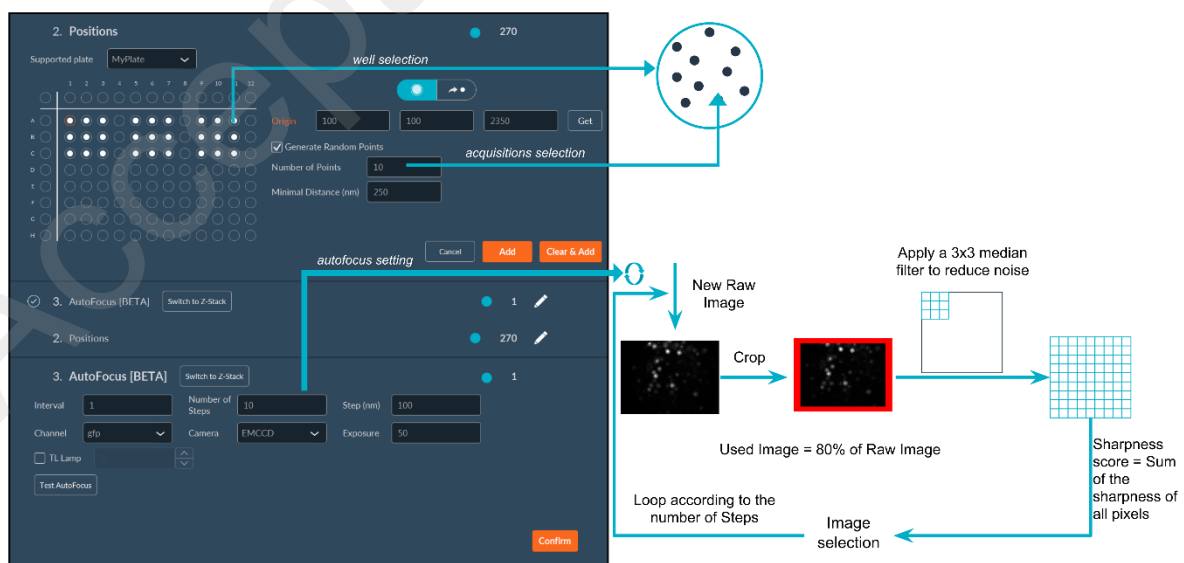 2. Positions
270
Supported plate
MyPlate
well selection
1 2 3 4 5 6 7 8 9 10 11 12
A
B
C
D
E
F
G
H
Origin
100
100
2350
Get
Generate Random Points
Number of Points
10
acquisitions selection
Minimal Distance (nm)
250
Cancel
Add
Clear & Add
autofocus setting
3. AutoFocus [BETA]
Switch to Z-Stack
1
2. Positions
270
3. AutoFocus [BETA]
Switch to Z-Stack
1
Interval
1
Number of
Steps
10
Step (nm)
100
Channel
gfp
Camera
EMCCD
Exposure
50
TL Lamp
Test AutoFocus
Confirm
New Raw
Image
Crop
Apply a 3x3 median
filter to reduce noise
Used Image = 80% of Raw Image
Sharpness
score = Sum
of the
sharpness of
all pixels
Loop according to the
number of Steps
Image
selection